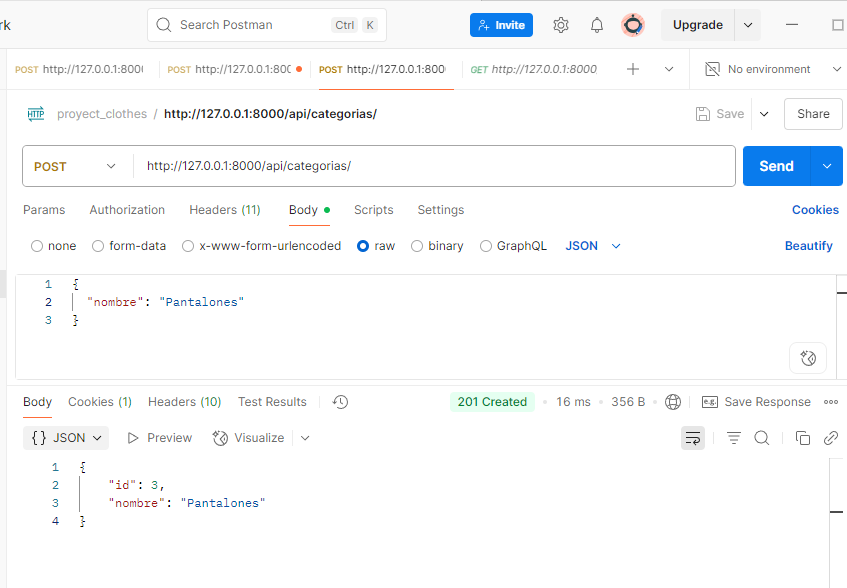 rk
Search Postman Ctrl K Invite Upgrade
POST http://127.0.0.1:800 POST http://127.0.0.1:800 POST http://127.0.0.1:800 GET http://127.0.0.1:8000 No environment
HTTP proyect_clothes / http://127.0.0.1:8000/api/categorias/ Save Share
POST http://127.0.0.1:8000/api/categorias/ Send
Params Authorization Headers (11) Body Scripts Settings Cookies
none form-data x-www-form-urlencoded raw binary GraphQL JSON Beautify
1 {
2 "nombre": "Pantalones"
3 }
Body Cookies (1) Headers (10) Test Results 201 Created 16 ms 356 B e.g. Save Response
{} JSON Preview Visualize
1 {
2 "id": 3,
3 "nombre": "Pantalones"
4 }